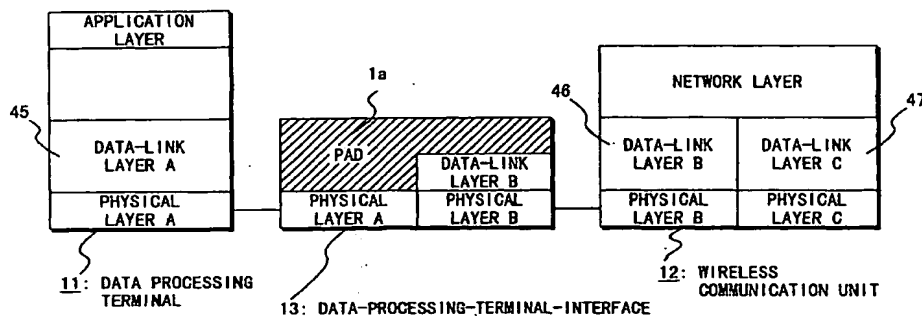 APPLICATION
LAYER
45
DATA-LINK
LAYER A
PHYSICAL
LAYER A
11: DATA PROCESSING
TERMINAL
1a
PAD
DATA-LINK
LAYER B
PHYSICAL
LAYER A
PHYSICAL
LAYER B
13: DATA-PROCESSING-TERMINAL-INTERFACE
NETWORK LAYER
46
47
DATA-LINK
LAYER B
DATA-LINK
LAYER C
PHYSICAL
LAYER B
PHYSICAL
LAYER C
12: WIRELESS
COMMUNICATION UNIT